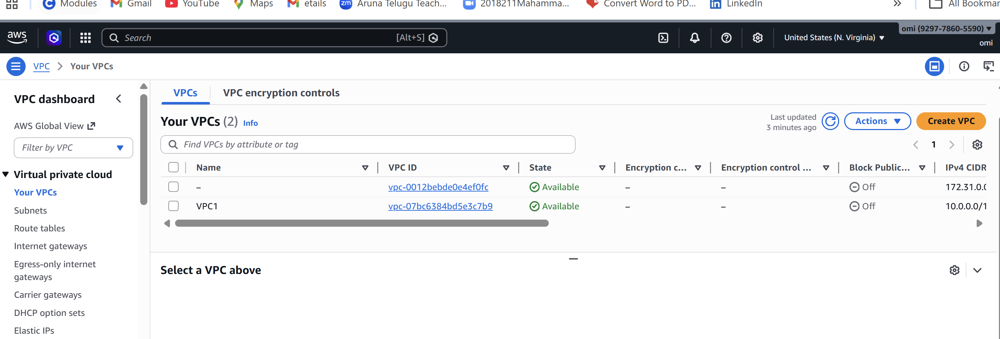 Modules Gmail YouTube Maps etails Aruna Telugu Teach... 2018211Mahamma... Convert Word to PD... LinkedIn » All Bookmar
aws Search [Alt+S] United States (N. Virginia) omi (9297-7860-5590)
omi
VPC > Your VPCs
VPC dashboard
AWS Global View
Filter by VPC
Virtual private cloud
Your VPCs
Subnets
Route tables
Internet gateways
Egress-only internet
gateways
Carrier gateways
DHCP option sets
Elastic IPs
VPCs VPC encryption controls
Your VPCs (2) Info
Last updated
3 minutes ago
Actions Create VPC
Find VPCs by attribute or tag
1
Name VPC ID State Encryption c... Encryption control ... Block Public... IPv4 CIDR
– vpc-0012bebde0e4ef0fc Available – – Off 172.31.0.0
VPC1 vpc-07bc6384bd5e3c7b9 Available – – Off 10.0.0.0/1
Select a VPC above